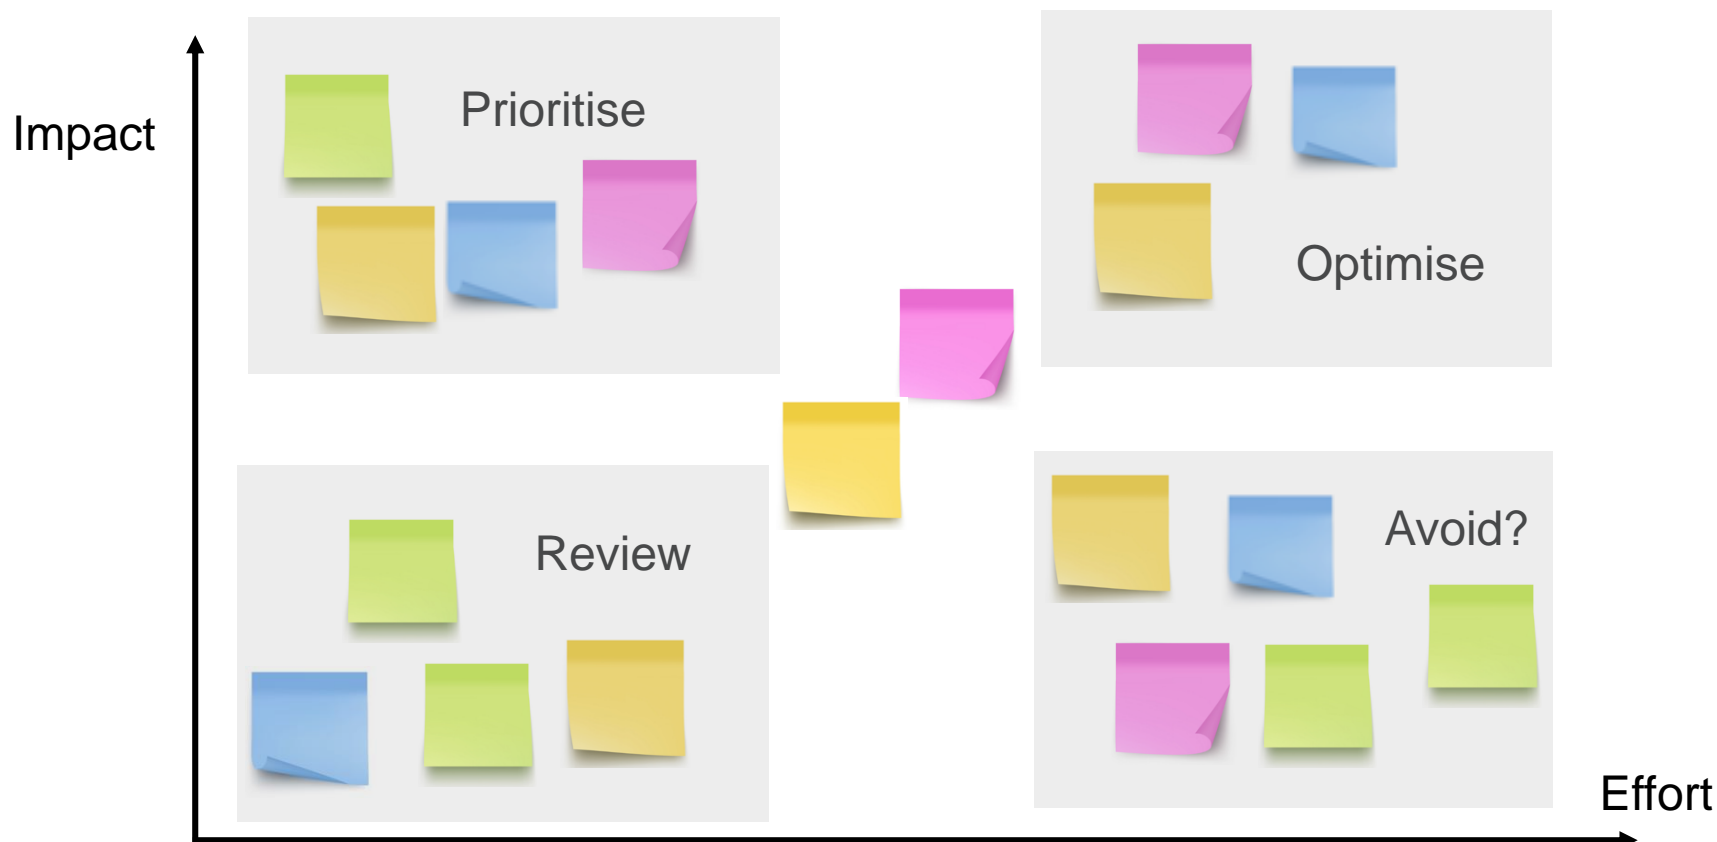 Impact
Prioritise
Optimise
Review
Avoid?
Effort